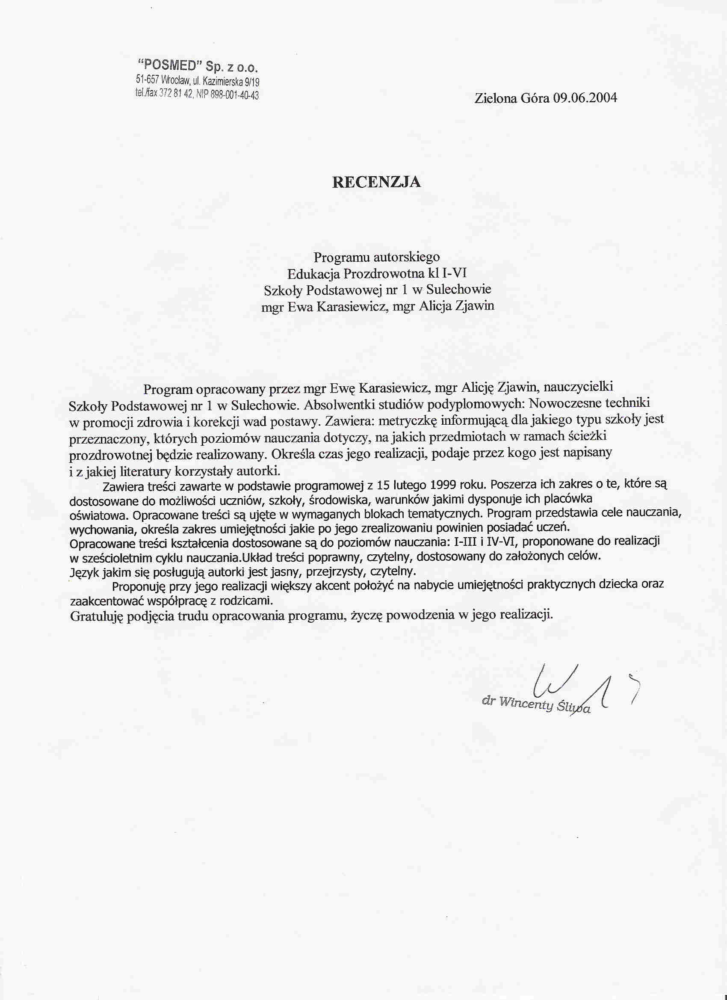 “POSMED” Sp. z o.o.
51-657 Wrocław, ul. Kazimierska 9/19
tel./fax 372 81 42, NIP 898-001-40-43
Zielona Góra 09.06.2004
RECENZJA
Programu autorskiego
Edukacja Prozdrowotna kl I-VI
Szkoły Podstawowej nr 1 w Sulechowie
mgr Ewa Karasiewicz, mgr Alicja Zjawin
Program opracowany przez mgr Ewę Karasiewicz, mgr Alicję Zjawin, nauczycielki
Szkoły Podstawowej nr 1 w Sulechowie. Absolwentki studiów podyplomowych: Nowoczesne techniki
w promocji zdrowia i korekcji wad postawy. Zawiera: metryczkę informującą dla jakiego typu szkoły jest
przeznaczony, których poziomów nauczania dotyczy, na jakich przedmiotach w ramach ścieżki
prozdrowotnej będzie realizowany. Określa czas jego realizacji, podaje przez kogo jest napisany
i z jakiej literatury korzystały autorki.
Zawiera treści zawarte w podstawie programowej z 15 lutego 1999 roku. Poszerza ich zakres o te, które są
dostosowane do możliwości uczniów, szkoły, środowiska, warunków jakimi dysponuje ich placówka
oświatowa. Opracowane treści są ujęte w wymaganych blokach tematycznych. Program przedstawia cele nauczania,
wychowania, określa zakres umiejętności jakie po jego zrealizowaniu powinien posiadać uczeń.
Opracowane treści kształcenia dostosowane są do poziomów nauczania: I-III i IV-VI, proponowane do realizacji
w sześcioletnim cyklu nauczania.Układ treści poprawny, czytelny, dostosowany do założonych celów.
Język jakim się posługują autorki jest jasny, przejrzysty, czytelny.
Proponuję przy jego realizacji większy akcent położyć na nabycie umiejętności praktycznych dziecka oraz
zaakcentować współpracę z rodzicami.
Gratuluję podjęcia trudu opracowania programu, życzę powodzenia w jego realizacji.
dr Wincenty Śliwa